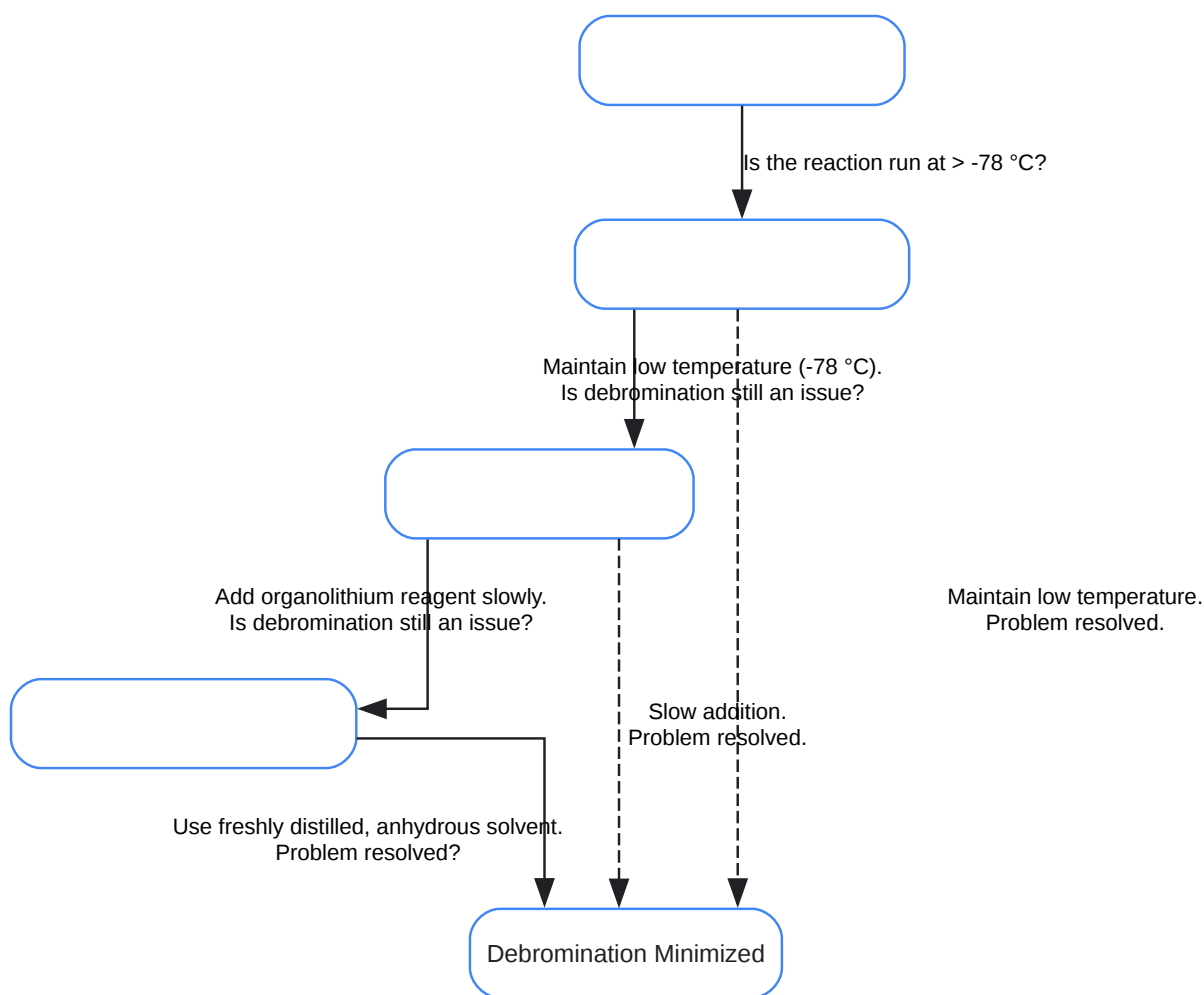 Is the reaction run at > -78 °C?
Maintain low temperature (-78 °C).
Is debromination still an issue?
Add organolithium reagent slowly.
Is debromination still an issue?
Maintain low temperature.
Problem resolved.
Slow addition.
Problem resolved.
Use freshly distilled, anhydrous solvent.
Problem resolved?
Debromination Minimized